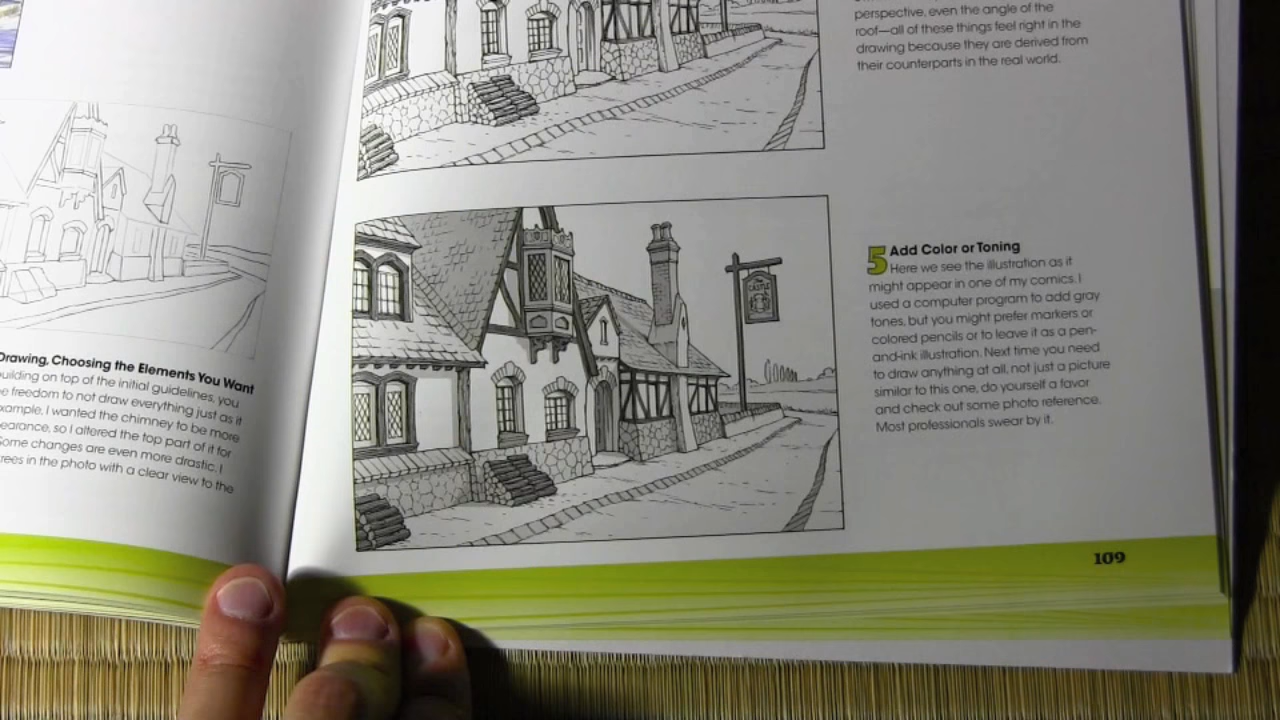 Drawing, Choosing the Elements You Want
building on top of the initial guidelines, you
freedom to not draw everything just as it
example, I wanted the chimney to be more
so I altered the top part of it for
Some changes are even more drastic. I
trees in the photo with a clear view to the
perspective, even the angle of the
roof—all of these things feel right in the
drawing because they are derived from
their counterparts in the real world.
CASTLE
5 Add Color or Toning
Here we see the illustration as it
might appear in one of my comics. I
used a computer program to add gray
tones, but you might prefer markers or
colored pencils or to leave it as a pen-
and-ink illustration. Next time you need
to draw anything at all, not just a picture
similar to this one, do yourself a favor
and check out some photo reference.
Most professionals swear by it.
109